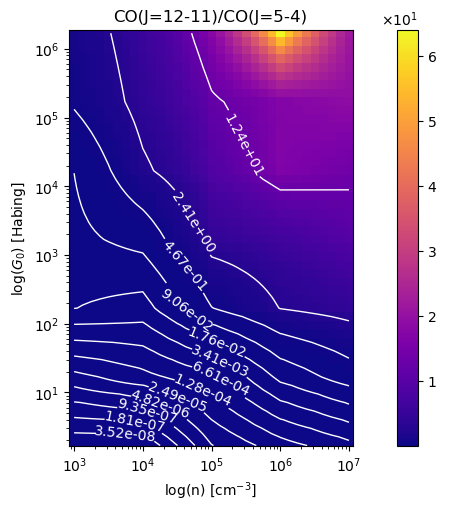 CO(J=12-11)/CO(J=5-4)
×10¹
log(G₀) [Habing]
10⁶
10⁵
10⁴
10³
10²
10¹
1.24e+01
2.41e+00
4.67e-01
9.06e-02
1.76e-02
3.41e-03
6.61e-04
1.28e-04
2.49e-05
4.82e-06
9.35e-07
1.81e-07
3.52e-08
10³ 10⁴ 10⁵ 10⁶ 10⁷
log(n) [cm⁻³]
6
5
4
3
2
1